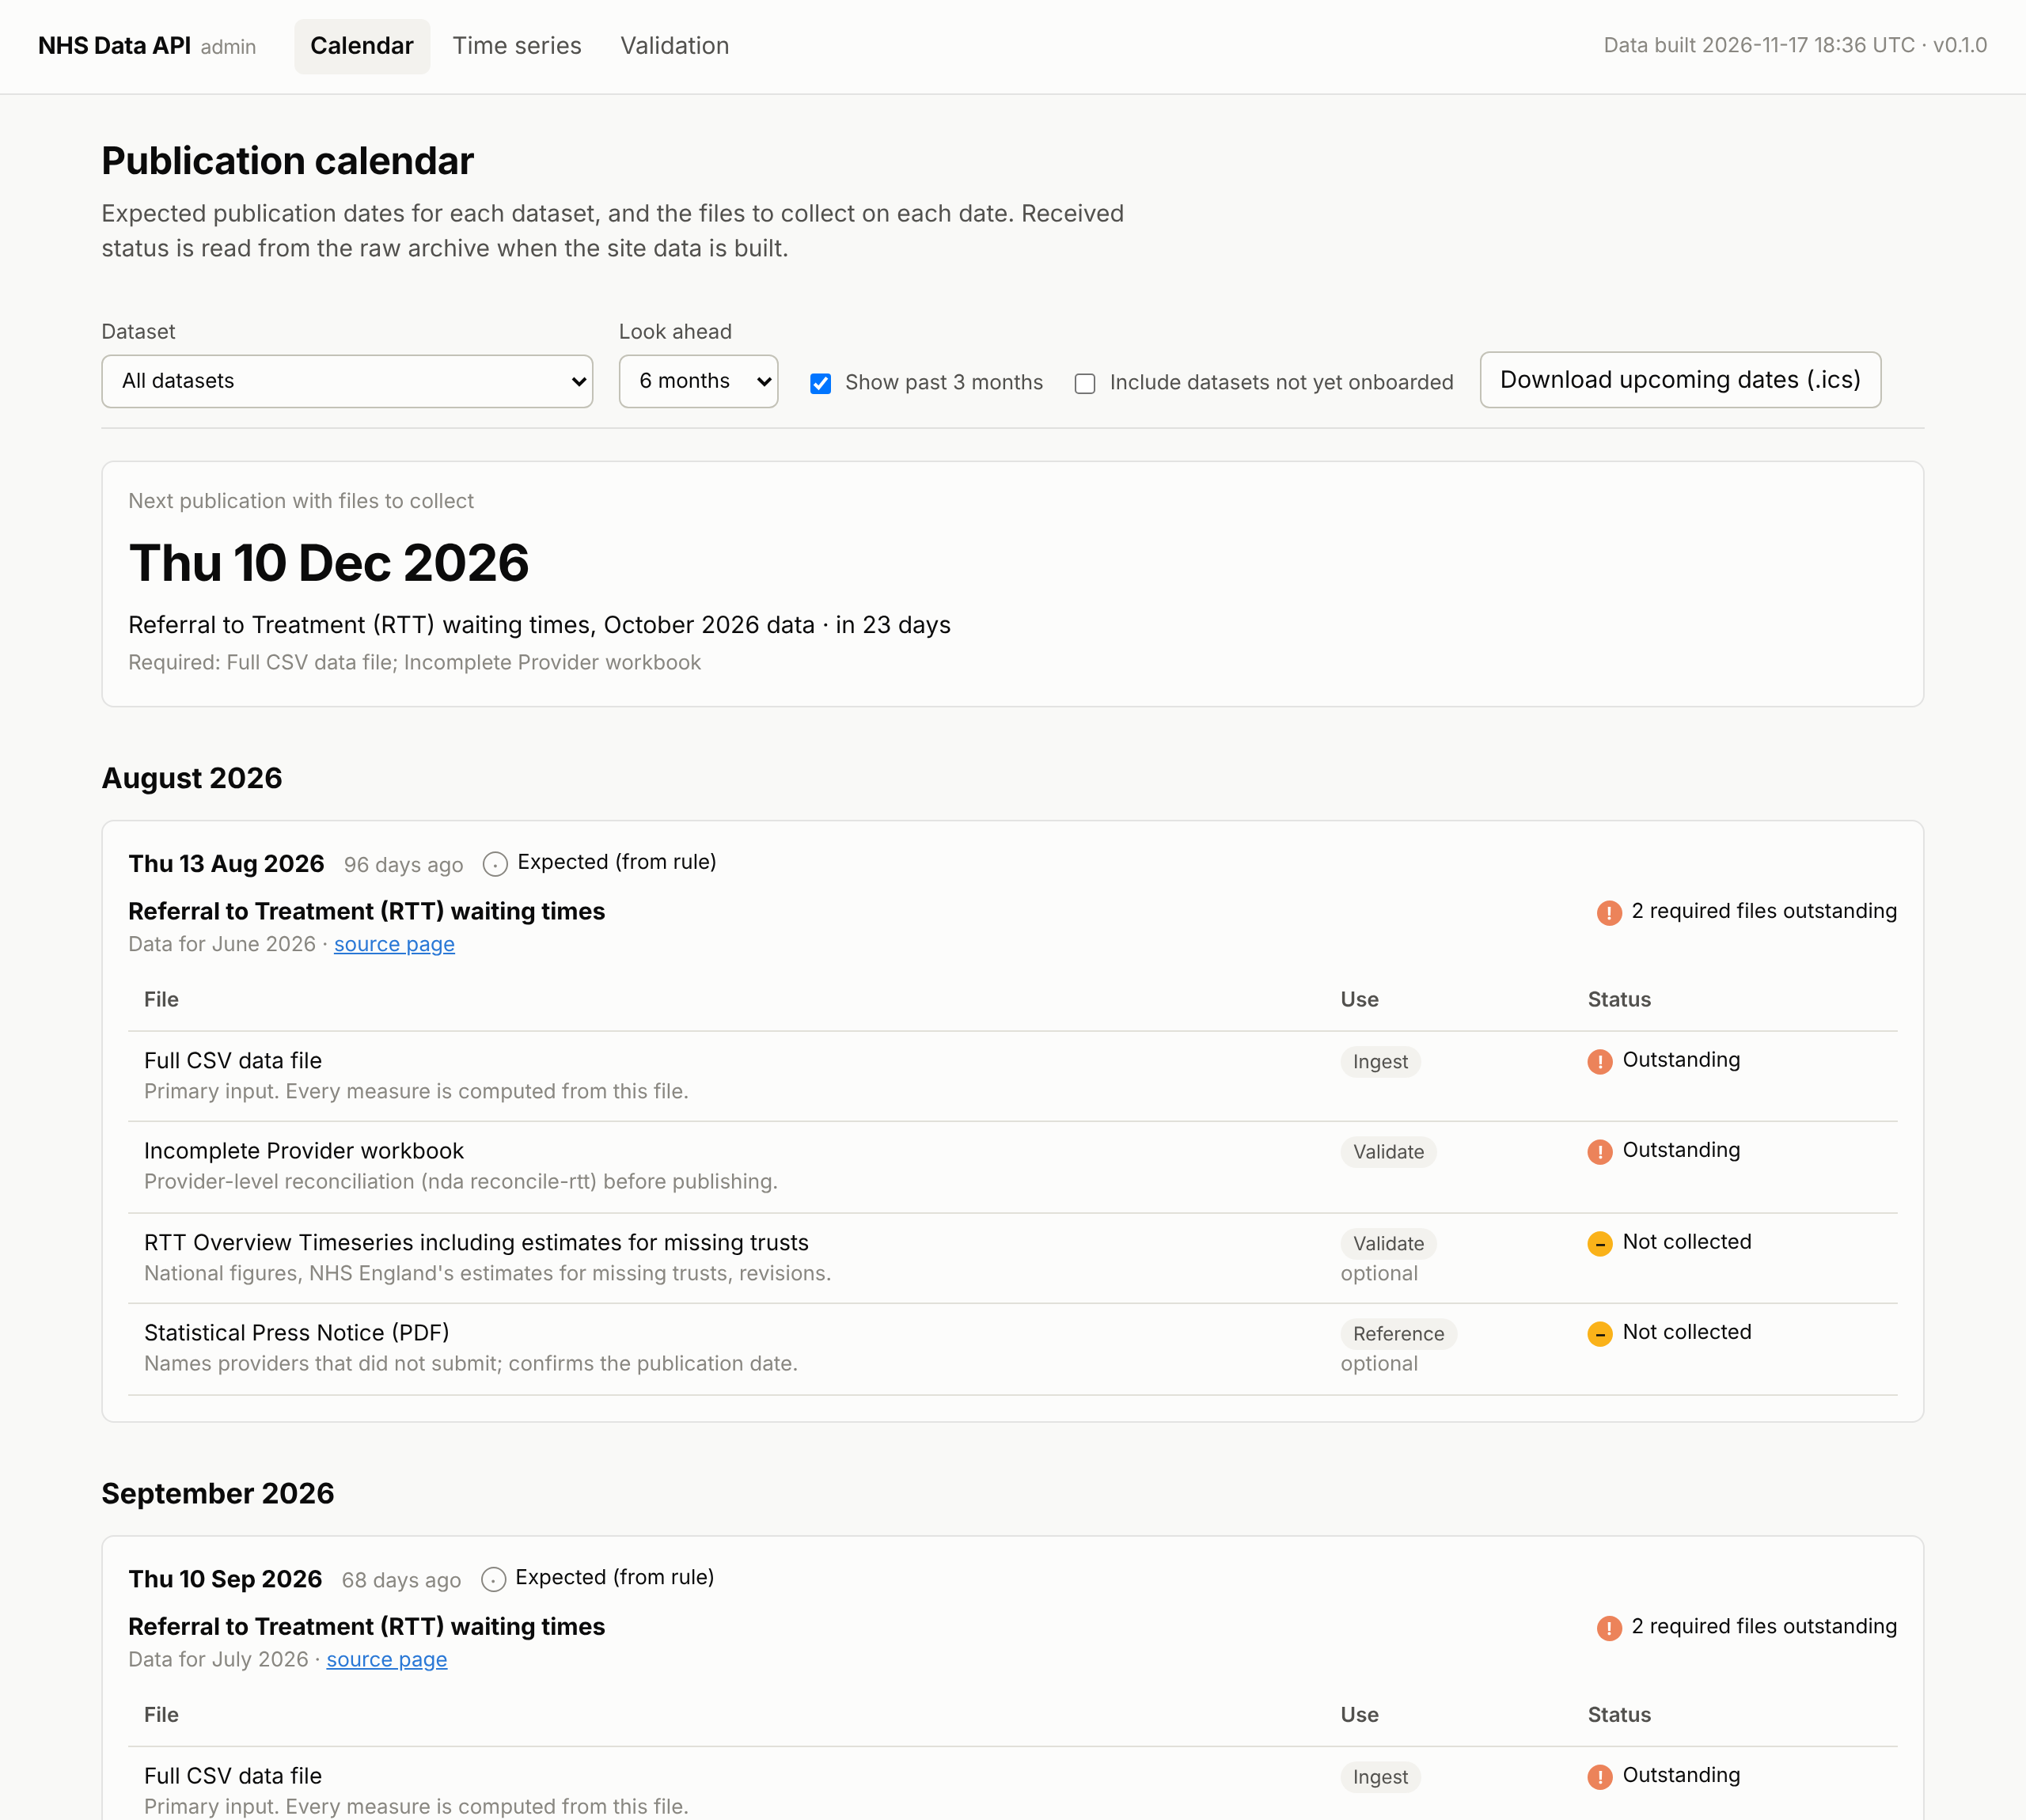 NHS Data API admin Calendar Time series Validation Data built 2026-11-17 18:36 UTC · v0.1.0
Publication calendar
Expected publication dates for each dataset, and the files to collect on each date. Received
status is read from the raw archive when the site data is built.
Dataset Look ahead
All datasets 6 months Show past 3 months Include datasets not yet onboarded Download upcoming dates (.ics)
Next publication with files to collect
Thu 10 Dec 2026
Referral to Treatment (RTT) waiting times, October 2026 data · in 23 days
Required: Full CSV data file; Incomplete Provider workbook
August 2026
Thu 13 Aug 2026 96 days ago Expected (from rule)
Referral to Treatment (RTT) waiting times ! 2 required files outstanding
Data for June 2026 · source page
File Use Status
Full CSV data file Ingest ! Outstanding
Primary input. Every measure is computed from this file.
Incomplete Provider workbook Validate ! Outstanding
Provider-level reconciliation (nda reconcile-rtt) before publishing.
RTT Overview Timeseries including estimates for missing trusts Validate – Not collected
National figures, NHS England's estimates for missing trusts, revisions. optional
Statistical Press Notice (PDF) Reference – Not collected
Names providers that did not submit; confirms the publication date. optional
September 2026
Thu 10 Sep 2026 68 days ago Expected (from rule)
Referral to Treatment (RTT) waiting times ! 2 required files outstanding
Data for July 2026 · source page
File Use Status
Full CSV data file Ingest ! Outstanding
Primary input. Every measure is computed from this file.